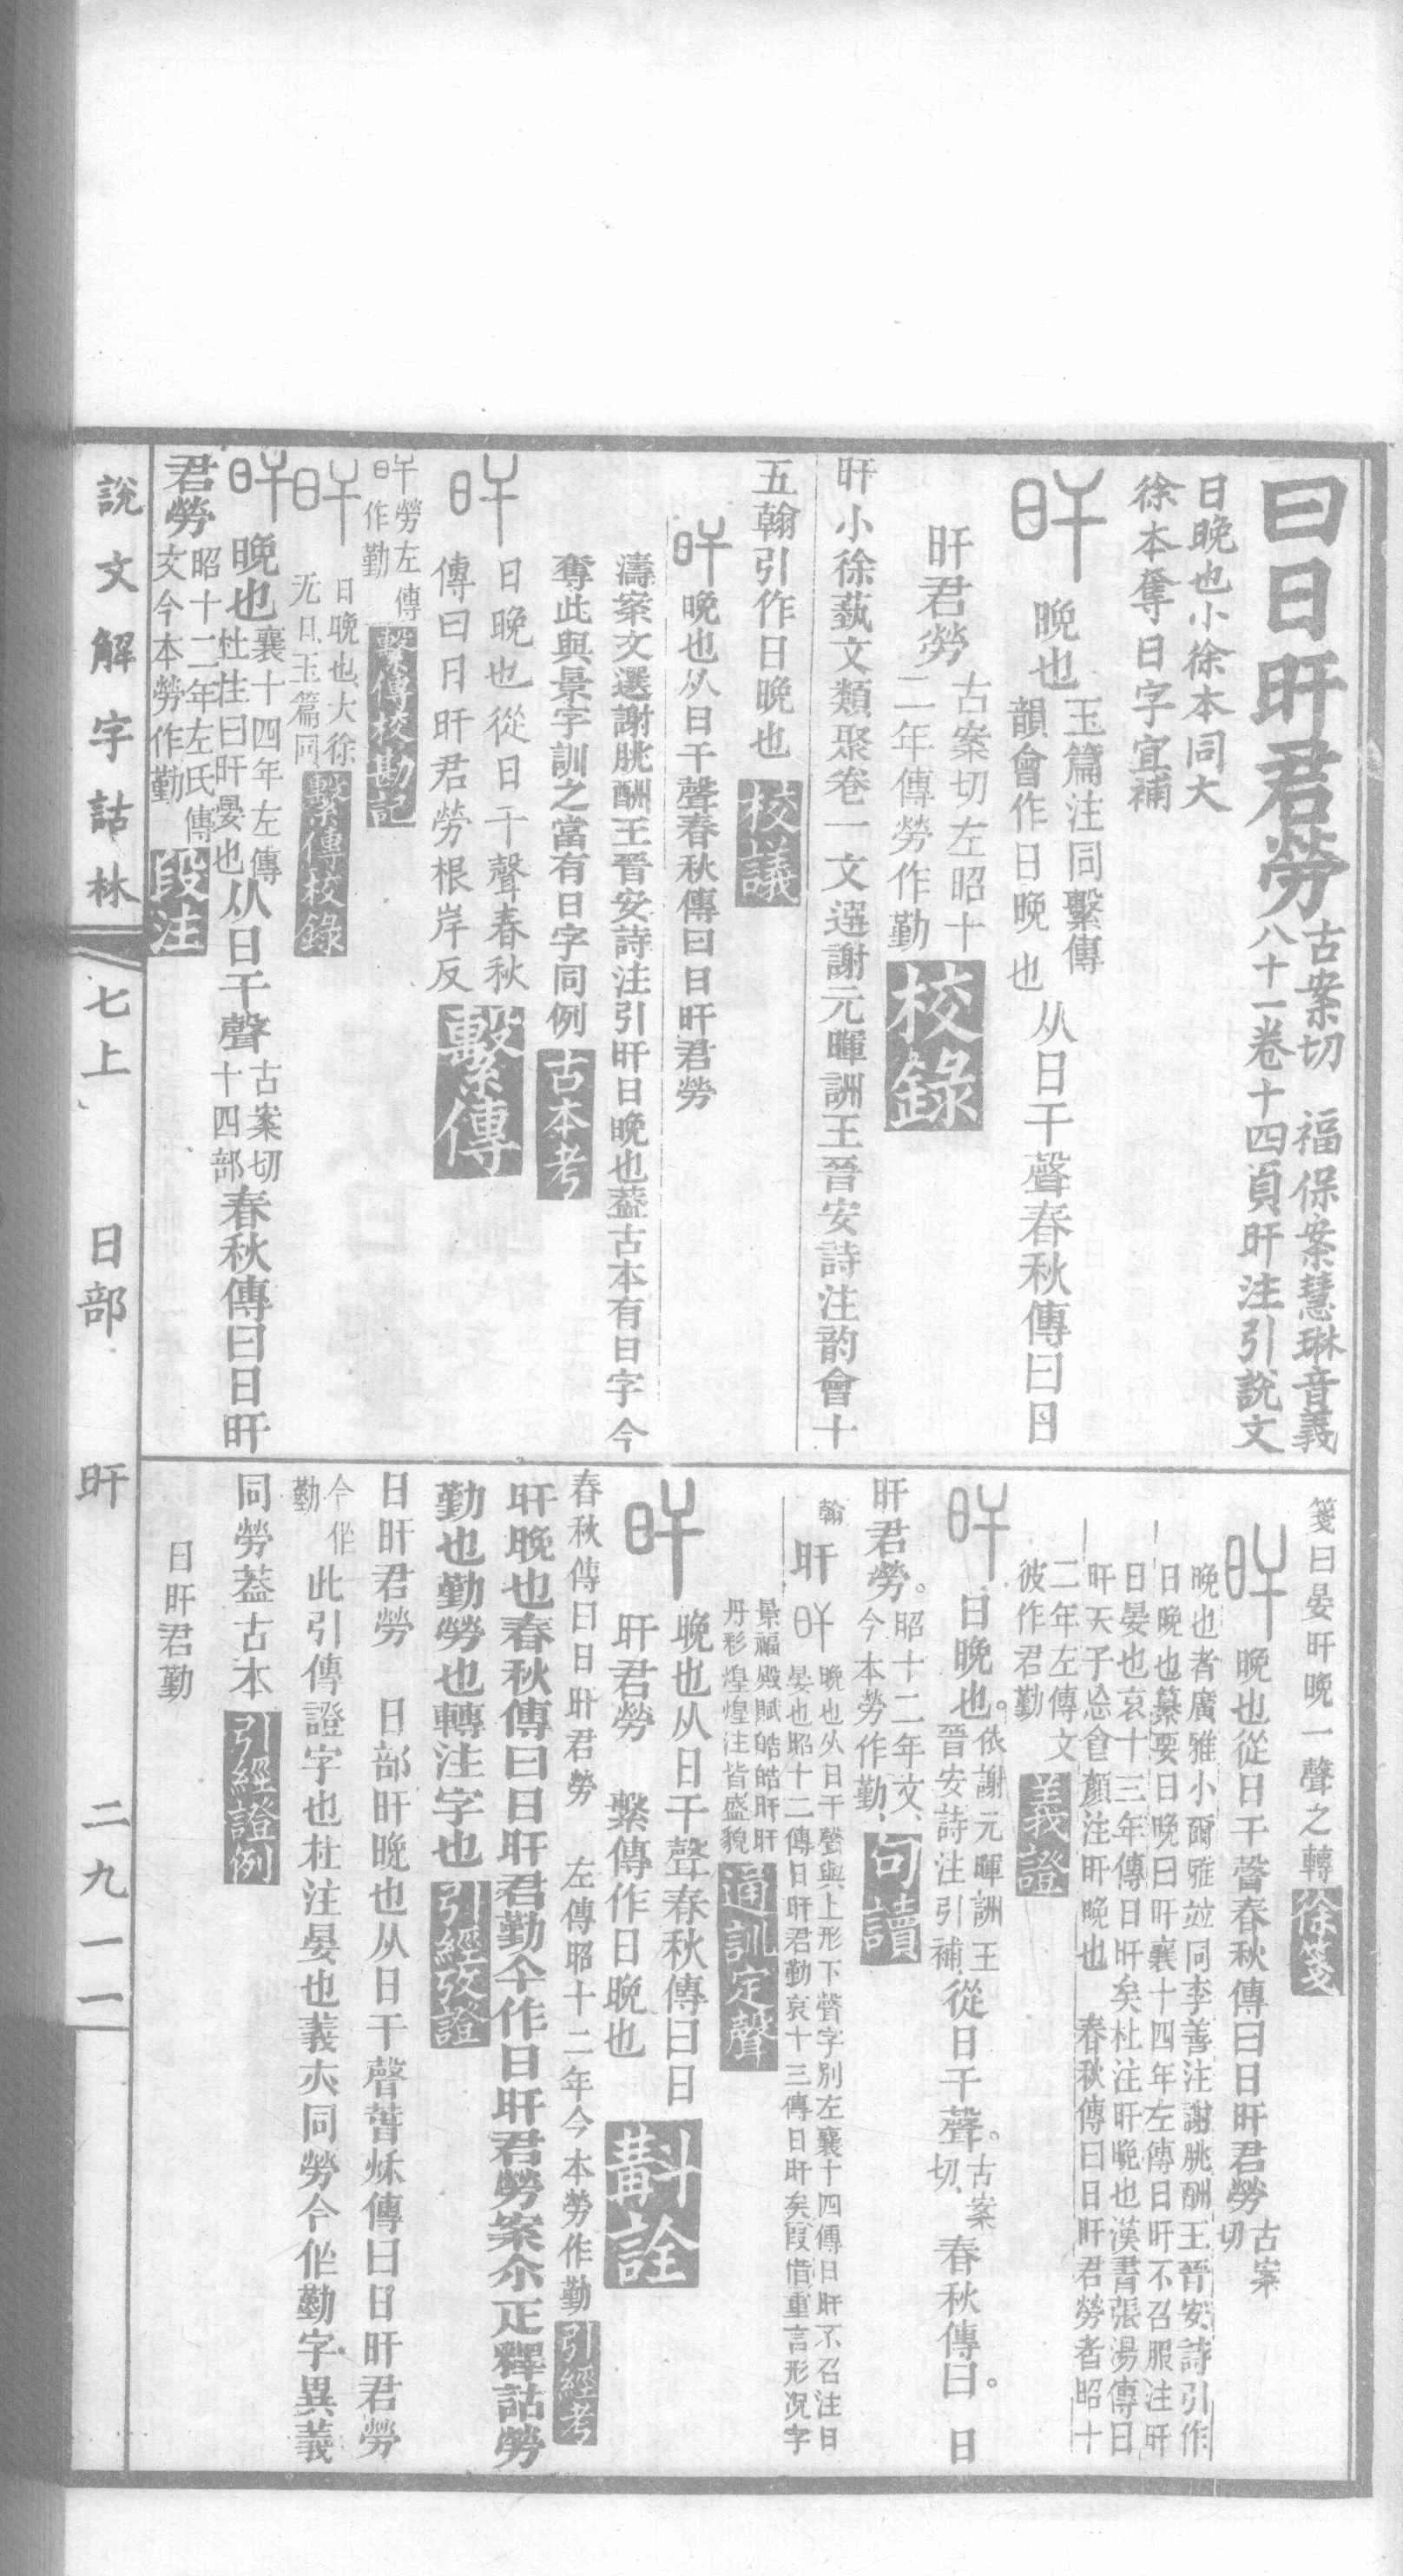 曰日旰君勞古案切　福保案慧琳音義
八十一卷十四頁旰注引說文
日晚也小徐本同大
徐本奪日字宜補
旰　晚也玉篇注同繫傳
韻會作日晚也从日干聲春秋傳曰日
旰君勞古案切左昭十
二年傳勞作勤校錄
旰小徐蓺文類聚卷一文選謝元暉詶王晉安詩注韵會十
五翰引作日晚也校議
旰晚也从日干聲春秋傳曰日旰君勞
濤案文選謝朓酬王晉安詩注引旰日晚也葢古本有日字今
奪此與景字訓之當有日字同例古本考
旰　日晚也從日干聲春秋
傳曰日旰君勞根岸反繫傳
旰勞左傳
作勤繫傳校勘記
旰　日晚也大徐
无日玉篇同繫傳校錄
旰晚也襄十四年左傳
杜注曰旰晏也从日干聲古案切
十四部春秋傳曰日旰
君勞昭十二年左氏傳
文今本勞作勤段注
箋曰晏旰晚一聲之轉徐箋
旰　晚也從日干聲春秋傳曰日旰君勞古案
切
晚也者廣雅小爾雅竝同李善注謝朓酬王晉安詩引作
日晚也纂要日晚曰旰襄十四年左傳日旰不召服注旰
日晏也哀十三年傳日旰矣杜注旰晚也漢書張湯傳日
旰天子忘食顏注旰晚也　春秋傳曰日旰君勞者昭十
二年左傳文
彼作君勤義證
旰　日晚也。依謝元暉詶王
晉安詩注引補從日干聲。古案
切、春秋傳曰。日
旰君勞。昭十二年文、
今本勞作勤、句讀
翰　旰　旰晚也从日干聲與上形下聲字別左襄十四傳日旰不召注日
晏也昭十二傳日旰君勤哀十三傳日旰矣叚借重言形況字
景福殿賦皓皓旰旰
丹彩煌煌注皆盛貌通訓定聲
旰　晚也从日干聲春秋傳曰日
旰君勞　繫傳作日晚也斠詮
春秋傳曰日旰君勞　左傳昭十二年今本勞作勤引經考
旰晚也春秋傳曰日旰君勤今作日旰君勞案尒疋釋詁勞
勤也勤勞也轉注字也引經攷證
日旰君勞　日部旰晚也从日干聲萅秌傳曰日旰君勞
今作
勤　此引傳證字也杜注晏也義亦同勞今作勤字異義
同勞葢古本引經證例
日旰君勤
說文解字詁林　七上　日部　旰　二九一一